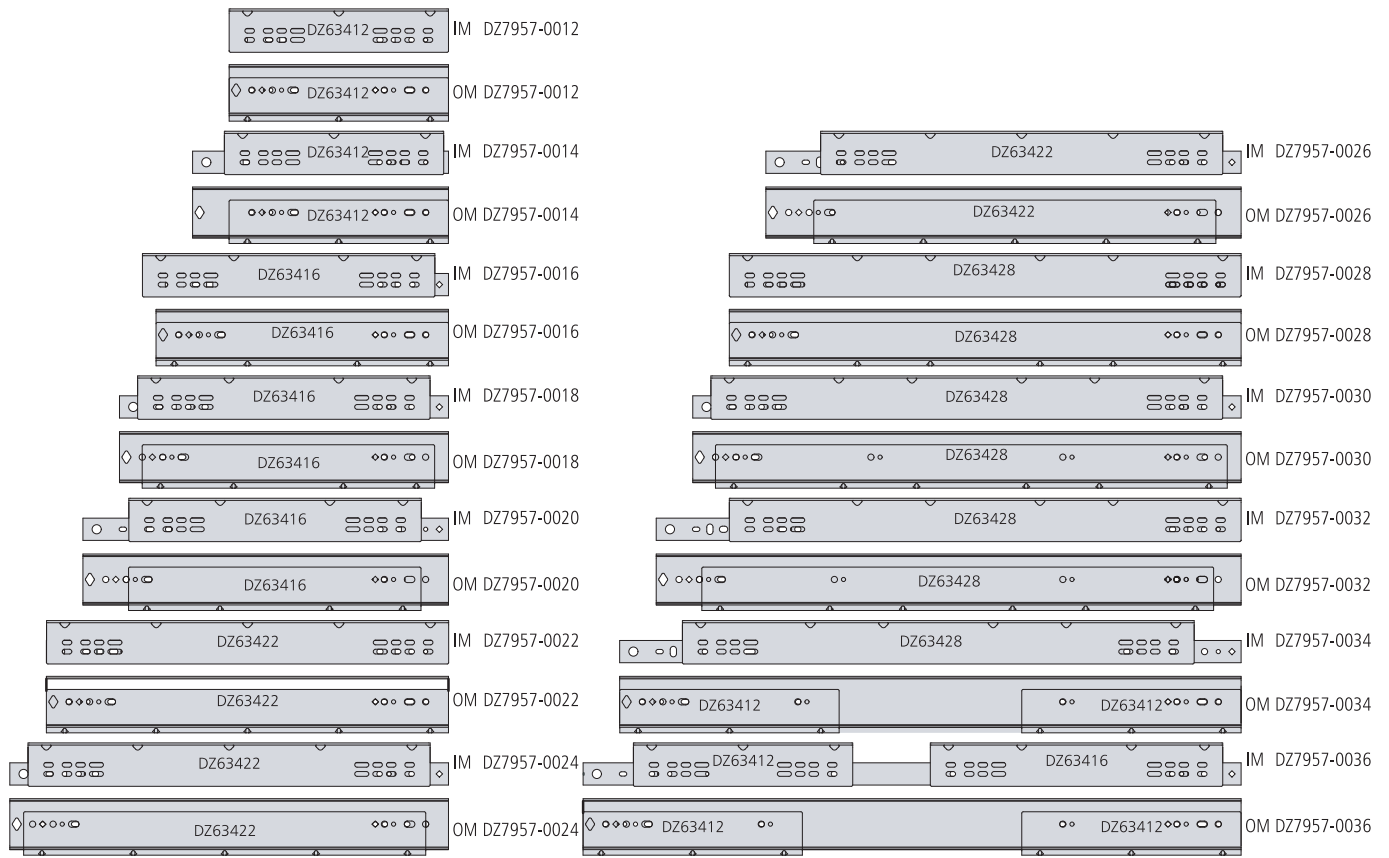 DZ63412 IM DZ7957-0012
DZ63412 OM DZ7957-0012
DZ63412 IM DZ7957-0014
DZ63412 OM DZ7957-0014
DZ63416 IM DZ7957-0016
DZ63416 OM DZ7957-0016
DZ63416 IM DZ7957-0018
DZ63416 OM DZ7957-0018
DZ63416 IM DZ7957-0020
DZ63416 OM DZ7957-0020
DZ63422 IM DZ7957-0022
DZ63422 OM DZ7957-0022
DZ63422 IM DZ7957-0024
DZ63422 OM DZ7957-0024
DZ63422 IM DZ7957-0026
DZ63422 OM DZ7957-0026
DZ63428 IM DZ7957-0028
DZ63428 OM DZ7957-0028
DZ63428 IM DZ7957-0030
DZ63428 OM DZ7957-0030
DZ63428 IM DZ7957-0032
DZ63428 OM DZ7957-0032
DZ63428 IM DZ7957-0034
DZ63412 DZ63412 OM DZ7957-0034
DZ63412 DZ63416 IM DZ7957-0036
DZ63412 DZ63412 OM DZ7957-0036